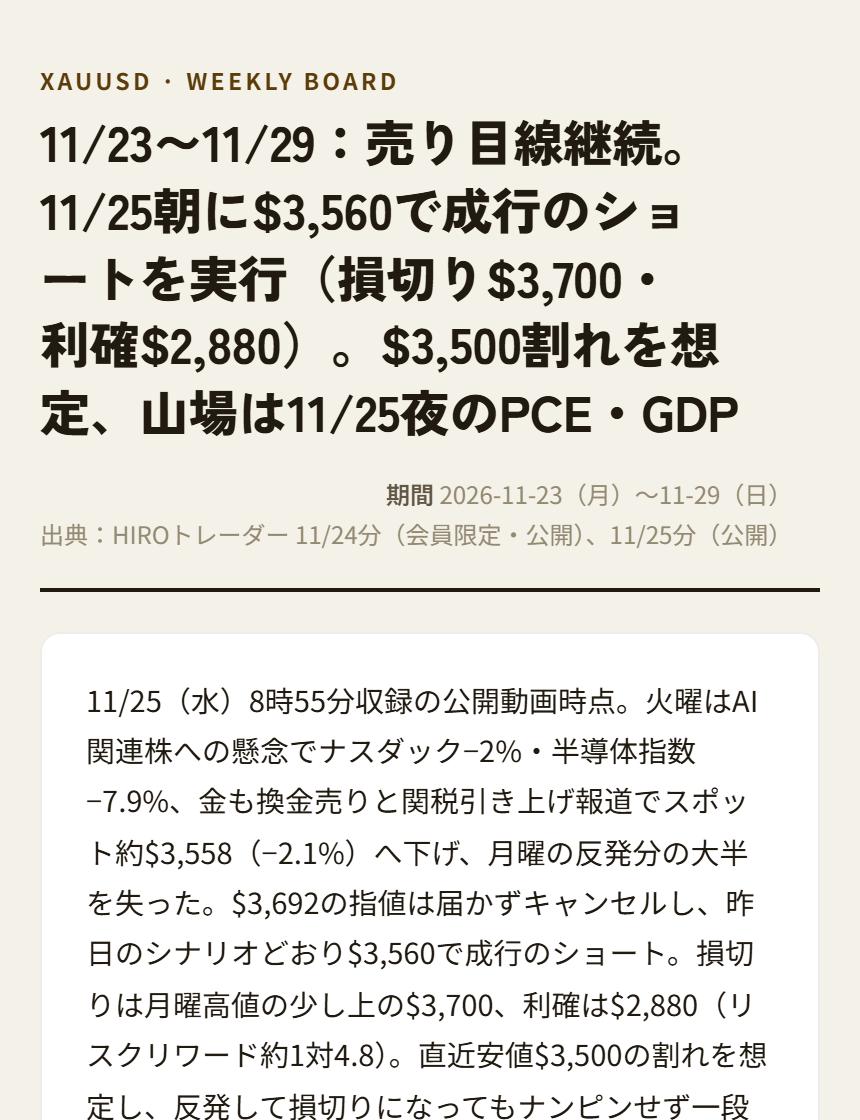 XAUUSD · WEEKLY BOARD
11/23〜11/29：売り目線継続。
11/25朝に$3,560で成行のショ
ートを実行（損切り$3,700・
利確$2,880）。$3,500割れを想
定、山場は11/25夜のPCE・GDP
期間 2026-11-23（月）〜11-29（日）
出典：HIROトレーダー 11/24分（会員限定・公開）、11/25分（公開）
11/25（水）8時55分収録の公開動画時点。火曜はAI
関連株への懸念でナスダック−2%・半導体指数
−7.9%、金も換金売りと関税引き上げ報道でスポッ
ト約$3,558（−2.1%）へ下げ、月曜の反発分の大半
を失った。$3,692の指値は届かずキャンセルし、昨
日のシナリオどおり$3,560で成行のショート。損切
りは月曜高値の少し上の$3,700、利確は$2,880（リ
スクリワード約1対4.8）。直近安値$3,500の割れを想
定し、反発して損切りになってもナンピンせず一段